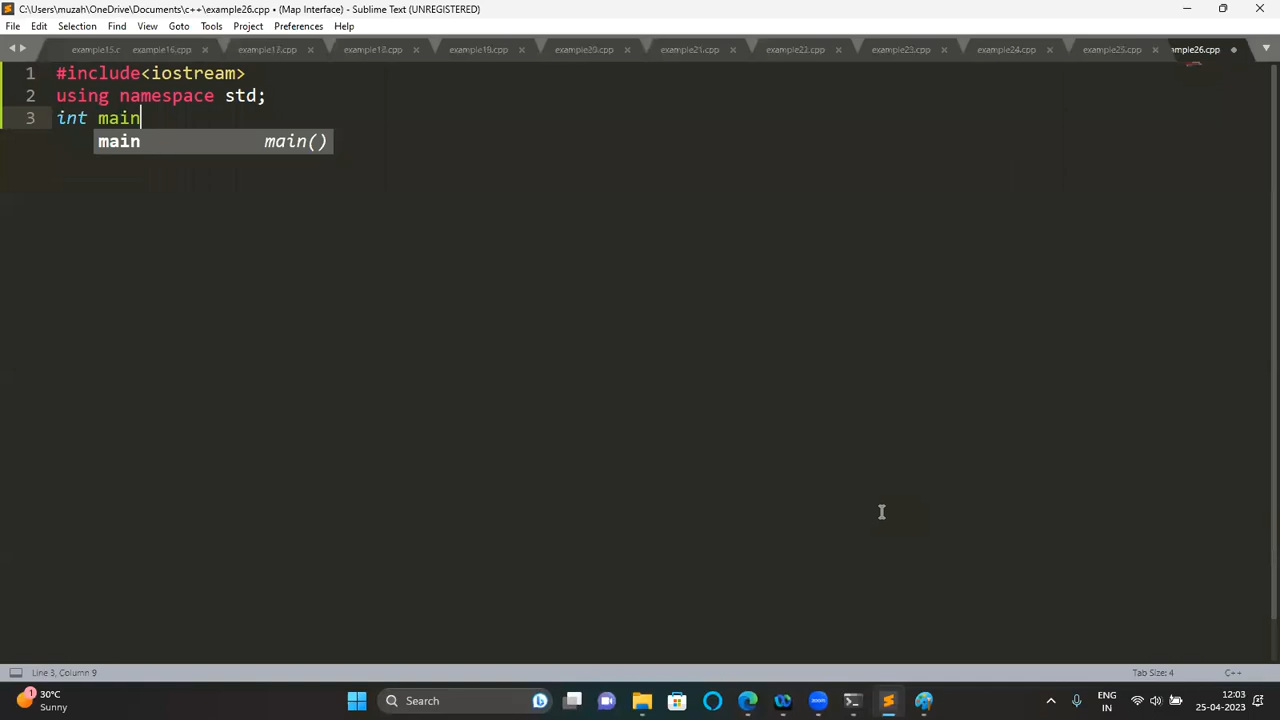 C:\Users\muzah\OneDrive\Documents\c++\example26.cpp • (Map Interface) - Sublime Text (UNREGISTERED)
File Edit Selection Find View Goto Tools Project Preferences Help
example15.c example16.cpp example17.cpp example18.cpp example19.cpp example20.cpp example21.cpp example22.cpp example23.cpp example24.cpp example25.cpp mple26.cpp
1 #include<iostream>
2 using namespace std;
3 int main
main main()
Line 3, Column 9 Tab Size: 4 C++
1 30°C
Sunny
Search
zoom
ENG
IN
12:03
25-04-2023